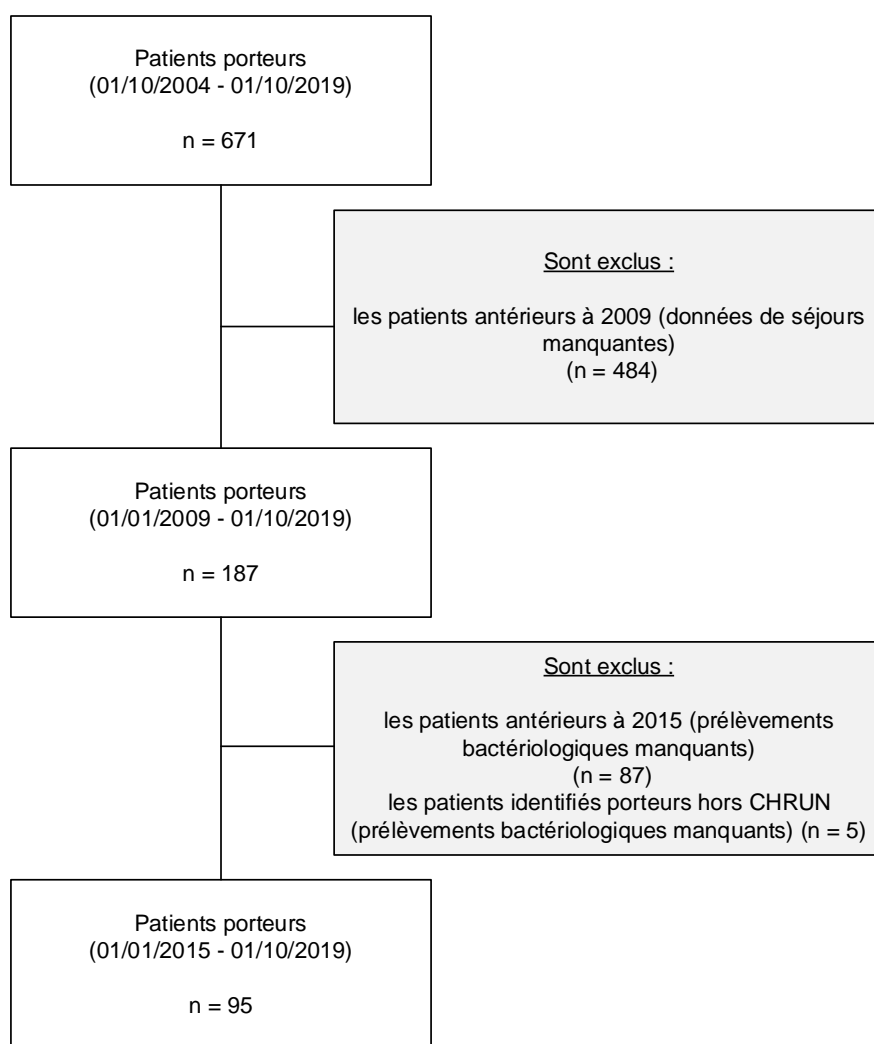 Patients porteurs
(01/10/2004 - 01/10/2019)
n = 671
Sont exclus :
les patients antérieurs à 2009 (données de séjours
manquantes)
(n = 484)
Patients porteurs
(01/01/2009 - 01/10/2019)
n = 187
Sont exclus :
les patients antérieurs à 2015 (prélèvements
bactériologiques manquants)
(n = 87)
les patients identifiés porteurs hors CHRUN
(prélèvements bactériologiques manquants) (n = 5)
Patients porteurs
(01/01/2015 - 01/10/2019)
n = 95